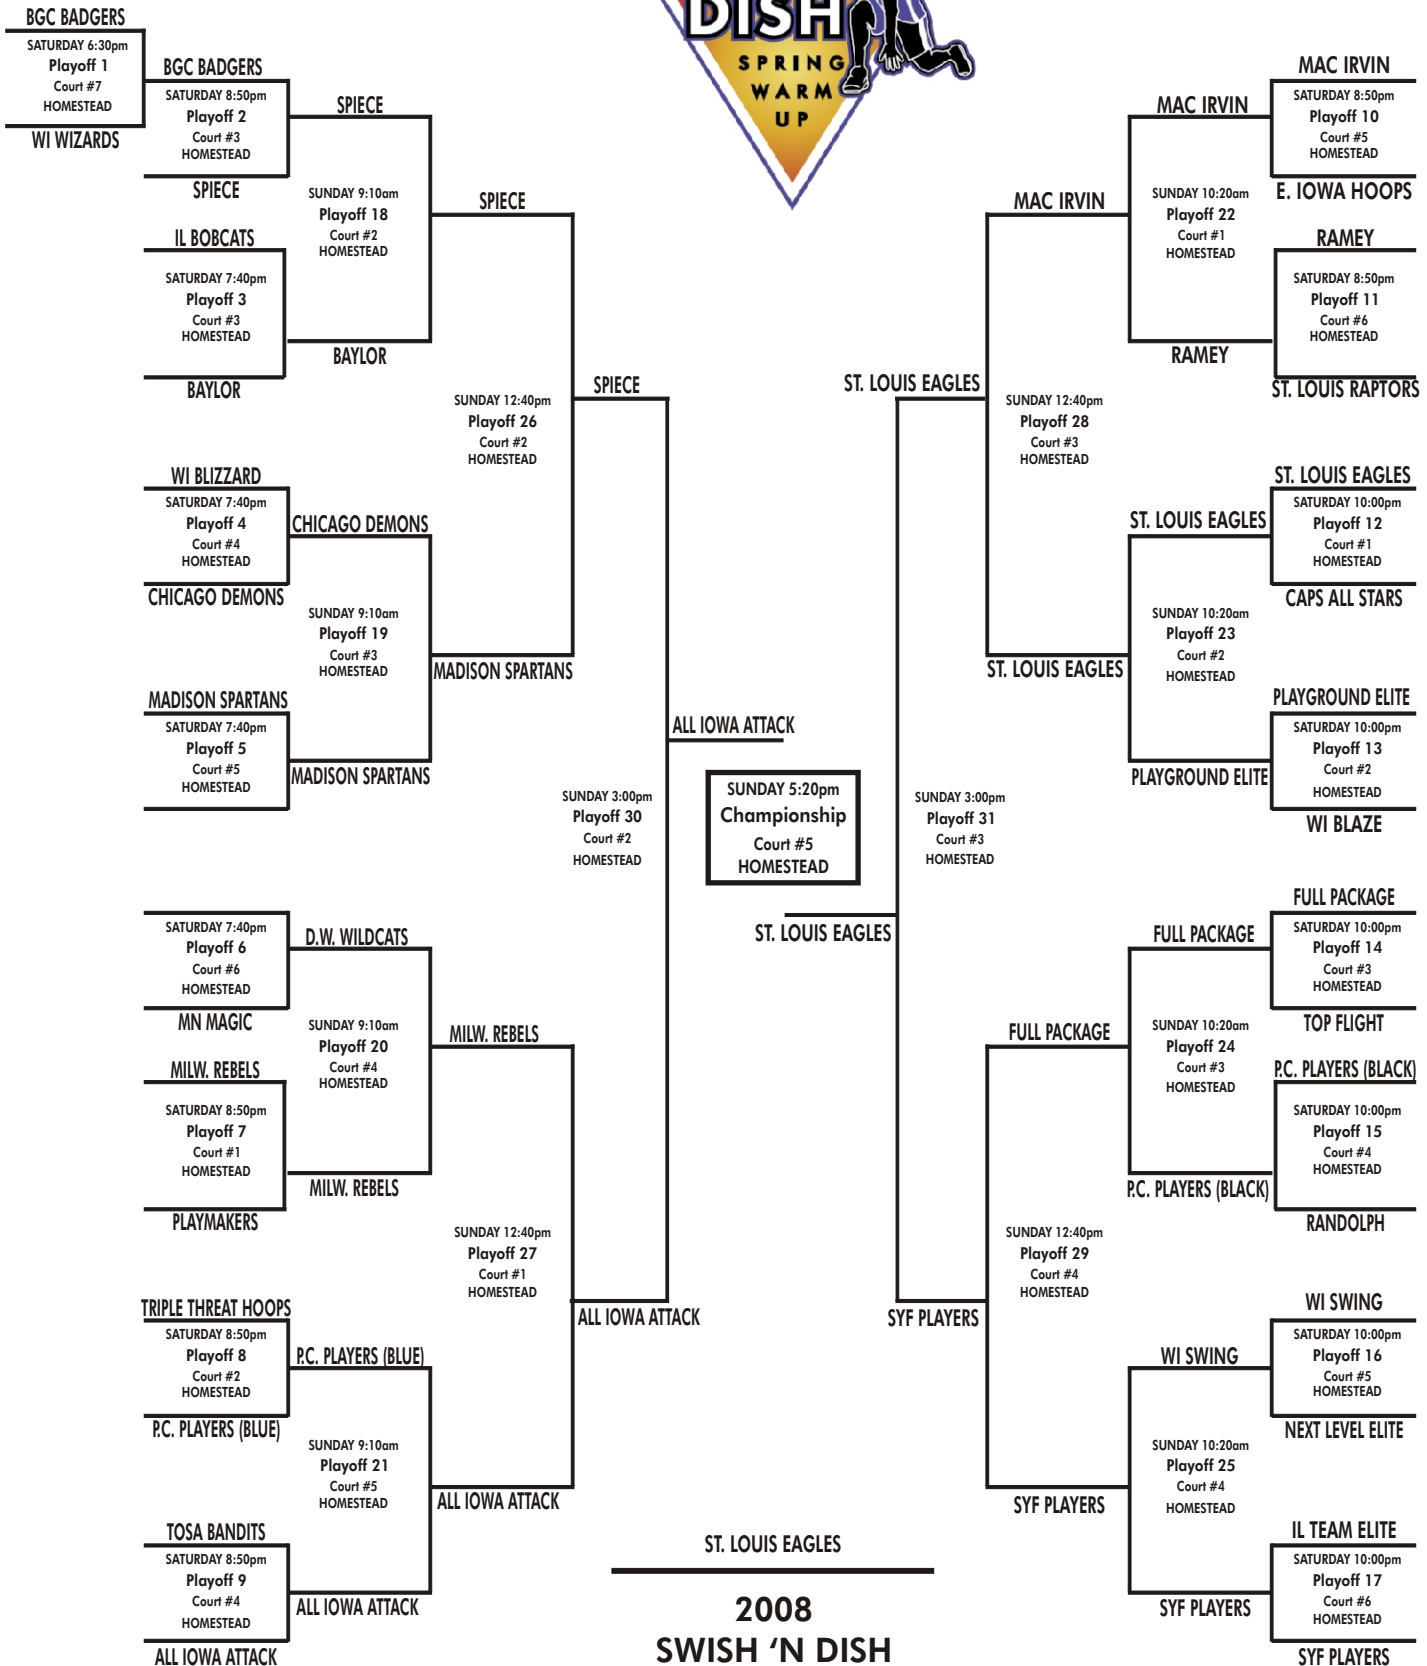 DISH
SPRING
WARM
UP
BGC BADGERS
SATURDAY 6:30pm
Playoff 1
Court #7
HOMESTEAD
WI WIZARDS
BGC BADGERS
SATURDAY 8:50pm
Playoff 2
Court #3
HOMESTEAD
SPIECE
IL BOBCATS
SATURDAY 7:40pm
Playoff 3
Court #3
HOMESTEAD
BAYLOR
WI BLIZZARD
SATURDAY 7:40pm
Playoff 4
Court #4
HOMESTEAD
CHICAGO DEMONS
MADISON SPARTANS
SATURDAY 7:40pm
Playoff 5
Court #5
HOMESTEAD
SATURDAY 7:40pm
Playoff 6
Court #6
HOMESTEAD
MN MAGIC
MILW. REBELS
SATURDAY 8:50pm
Playoff 7
Court #1
HOMESTEAD
PLAYMAKERS
TRIPLE THREAT HOOPS
SATURDAY 8:50pm
Playoff 8
Court #2
HOMESTEAD
P.C. PLAYERS (BLUE)
TOSA BANDITS
SATURDAY 8:50pm
Playoff 9
Court #4
HOMESTEAD
ALL IOWA ATTACK
SPIECE
SUNDAY 9:10am
Playoff 18
Court #2
HOMESTEAD
BAYLOR
CHICAGO DEMONS
SUNDAY 9:10am
Playoff 19
Court #3
HOMESTEAD
MADISON SPARTANS
D.W. WILDCATS
SUNDAY 9:10am
Playoff 20
Court #4
HOMESTEAD
MILW. REBELS
P.C. PLAYERS (BLUE)
SUNDAY 9:10am
Playoff 21
Court #5
HOMESTEAD
ALL IOWA ATTACK
SPIECE
SUNDAY 12:40pm
Playoff 26
Court #2
HOMESTEAD
MADISON SPARTANS
MILW. REBELS
SUNDAY 12:40pm
Playoff 27
Court #1
HOMESTEAD
ALL IOWA ATTACK
SPIECE
SUNDAY 3:00pm
Playoff 30
Court #2
HOMESTEAD
ALL IOWA ATTACK
ALL IOWA ATTACK
SUNDAY 5:20pm
Championship
Court #5
HOMESTEAD
ST. LOUIS EAGLES
ST. LOUIS EAGLES
SUNDAY 3:00pm
Playoff 31
Court #3
HOMESTEAD
SYF PLAYERS
MAC IRVIN
SUNDAY 12:40pm
Playoff 28
Court #3
HOMESTEAD
ST. LOUIS EAGLES
FULL PACKAGE
SUNDAY 12:40pm
Playoff 29
Court #4
HOMESTEAD
SYF PLAYERS
MAC IRVIN
SUNDAY 10:20am
Playoff 22
Court #1
HOMESTEAD
RAMEY
ST. LOUIS EAGLES
SUNDAY 10:20am
Playoff 23
Court #2
HOMESTEAD
PLAYGROUND ELITE
FULL PACKAGE
SUNDAY 10:20am
Playoff 24
Court #3
HOMESTEAD
P.C. PLAYERS (BLACK)
WI SWING
SUNDAY 10:20am
Playoff 25
Court #4
HOMESTEAD
SYF PLAYERS
MAC IRVIN
SATURDAY 8:50pm
Playoff 10
Court #5
HOMESTEAD
E. IOWA HOOPS
RAMEY
SATURDAY 8:50pm
Playoff 11
Court #6
HOMESTEAD
ST. LOUIS RAPTORS
ST. LOUIS EAGLES
SATURDAY 10:00pm
Playoff 12
Court #1
HOMESTEAD
CAPS ALL STARS
PLAYGROUND ELITE
SATURDAY 10:00pm
Playoff 13
Court #2
HOMESTEAD
WI BLAZE
FULL PACKAGE
SATURDAY 10:00pm
Playoff 14
Court #3
HOMESTEAD
TOP FLIGHT
P.C. PLAYERS (BLACK)
SATURDAY 10:00pm
Playoff 15
Court #4
HOMESTEAD
RANDOLPH
WI SWING
SATURDAY 10:00pm
Playoff 16
Court #5
HOMESTEAD
NEXT LEVEL ELITE
IL TEAM ELITE
SATURDAY 10:00pm
Playoff 17
Court #6
HOMESTEAD
SYF PLAYERS
ST. LOUIS EAGLES
2008
SWISH ‘N DISH